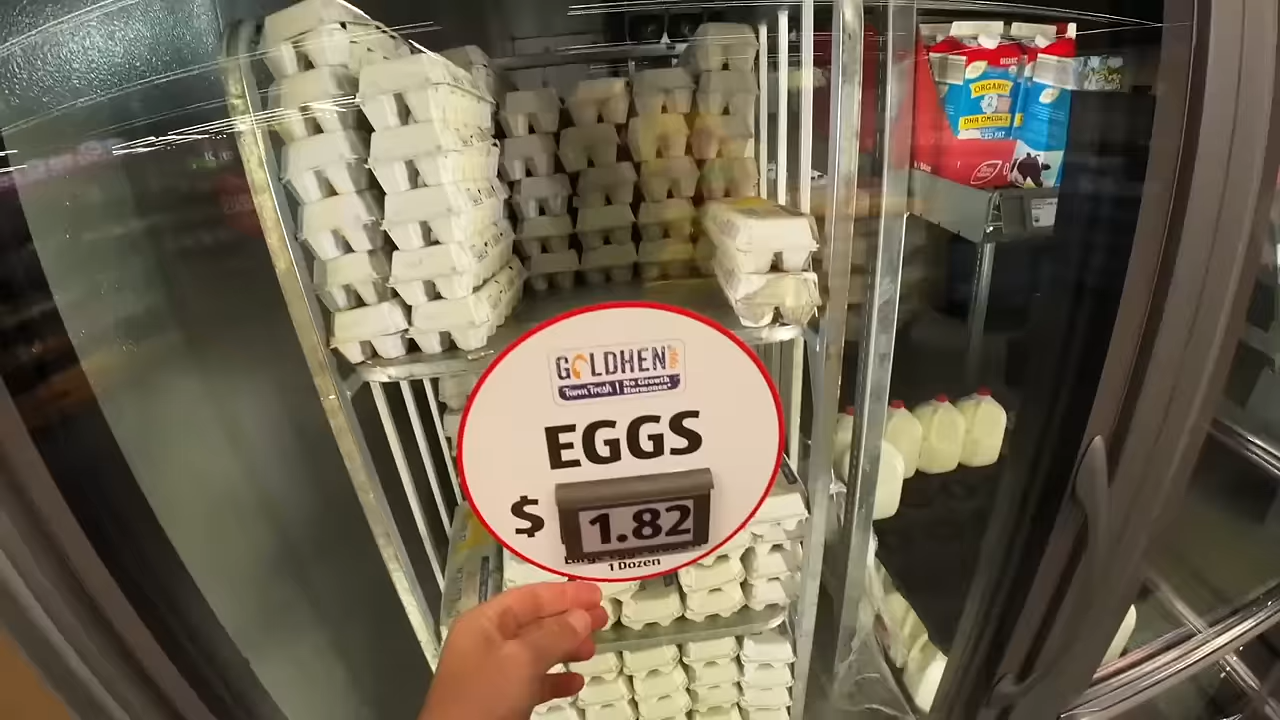 ORGANIC
ORGANIC
DHA OMEGA-3
GOLDHEN
Farm Fresh | No Growth
Hormones*
EGGS
$ 1.82
1 Dozen